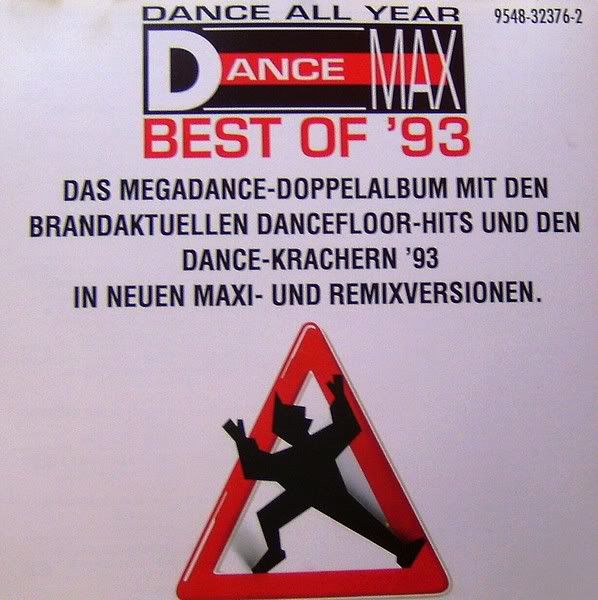 DANCE ALL YEAR
9548-32376-2
DANCE MAX
BEST OF '93
DAS MEGADANCE-DOPPELALBUM MIT DEN
BRANDAKTUELLEN DANCEFLOOR-HITS UND DEN
DANCE-KRACHERN '93
IN NEUEN MAXI- UND REMIXVERSIONEN.